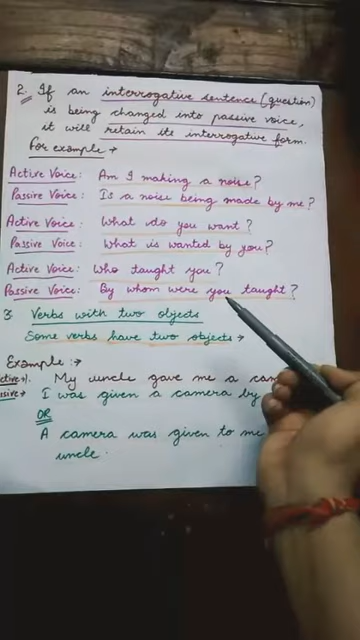 2. If an interrogative sentence (question)
is being changed into passive voice,
it will retain its interrogative form.
For example →
Active Voice: Am I making a noise?
Passive Voice: Is a noise being made by me?
Active Voice: What do you want?
Passive Voice: What is wanted by you?
Active Voice: Who taught you?
Passive Voice: By whom were you taught?
3. Verbs with two objects
Some verbs have two objects →
Example :→
My uncle gave me a
I was given a camera by
OR
A camera was given to me
uncle.